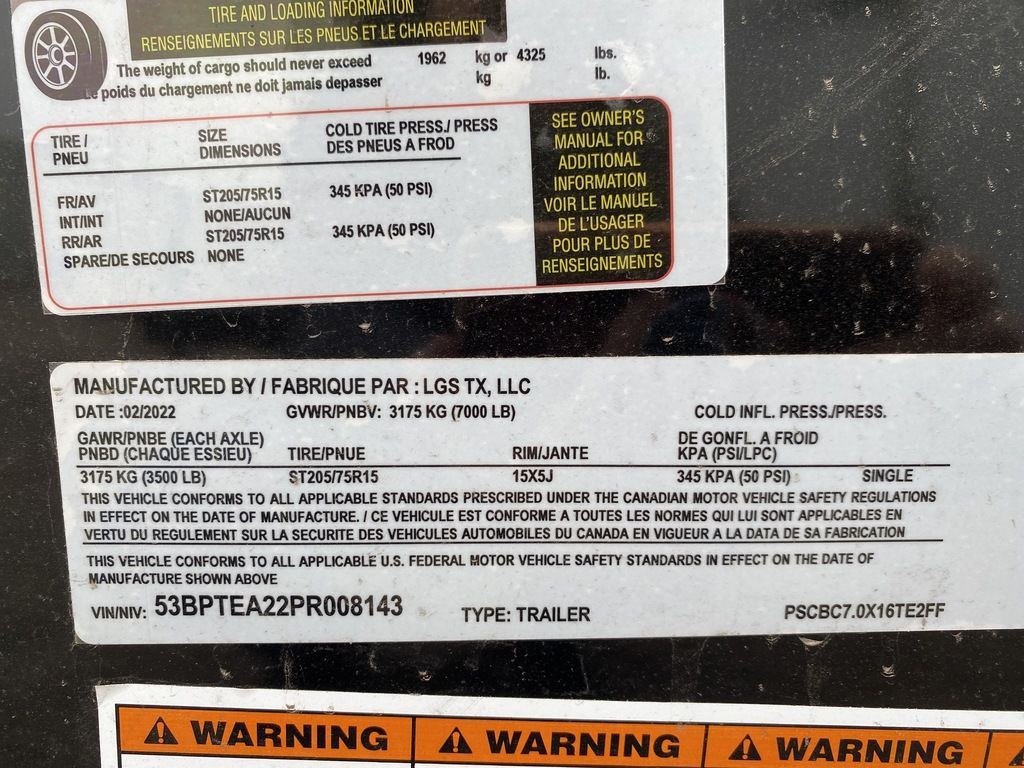 TIRE AND LOADING INFORMATION
RENSEIGNEMENTS SUR LES PNEUS ET LE CHARGEMENT
The weight of cargo should never exceed 1962 kg or 4325 lbs.
Le poids du chargement ne doit jamais depasser kg lb.
TIRE / PNEU
SIZE DIMENSIONS
COLD TIRE PRESS./ PRESS
DES PNEUS A FROD
FR/AV ST205/75R15 345 KPA (50 PSI)
INT/INT NONE/AUCUN
RR/AR ST205/75R15 345 KPA (50 PSI)
SPARE/DE SECOURS NONE
SEE OWNER'S
MANUAL FOR
ADDITIONAL
INFORMATION
VOIR LE MANUEL
DE L'USAGER
POUR PLUS DE
RENSEIGNEMENTS
MANUFACTURED BY / FABRIQUE PAR : LGS TX, LLC
DATE :02/2022 GVWR/PNBV: 3175 KG (7000 LB) COLD INFL. PRESS./PRESS.
GAWR/PNBE (EACH AXLE) DE GONFL. A FROID
PNBD (CHAQUE ESSIEU) TIRE/PNUE RIM/JANTE KPA (PSI/LPC)
3175 KG (3500 LB) ST205/75R15 15X5J 345 KPA (50 PSI) SINGLE
THIS VEHICLE CONFORMS TO ALL APPLICABLE STANDARDS PRESCRIBED UNDER THE CANADIAN MOTOR VEHICLE SAFETY REGULATIONS
IN EFFECT ON THE DATE OF MANUFACTURE. / CE VEHICULE EST CONFORME A TOUTES LES NORMES QUI LUI SONT APPLICABLES EN
VERTU DU REGULEMENT SUR LA SECURITE DES VEHICULES AUTOMOBILES DU CANADA EN VIGUEUR A LA DATA DE SA FABRICATION
THIS VEHICLE CONFORMS TO ALL APPLICABLE U.S. FEDERAL MOTOR VEHICLE SAFETY STANDARDS IN EFFECT ON THE DATE OF
MANUFACTURE SHOWN ABOVE
VIN/NIV: 53BPTEA22PR008143 TYPE: TRAILER PSCBC7.0X16TE2FF
WARNING WARNING WARNING